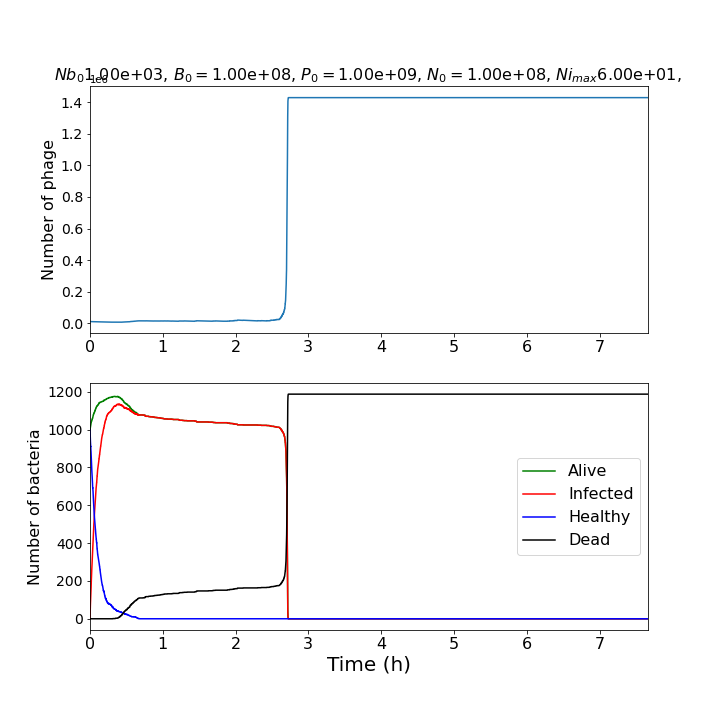 Nb₀1.00e+03, B₀ = 1.00e+08, P₀ = 1.00e+09, N₀ = 1.00e+08, Niₘₐₓ6.00e+01,
1.4
1.2
1.0
0.8
0.6
0.4
0.2
0.0
Number of phage
0 1 2 3 4 5 6 7
1200
1000
800
600
400
200
0
Number of bacteria
Alive
Infected
Healthy
Dead
0 1 2 3 4 5 6 7
Time (h)